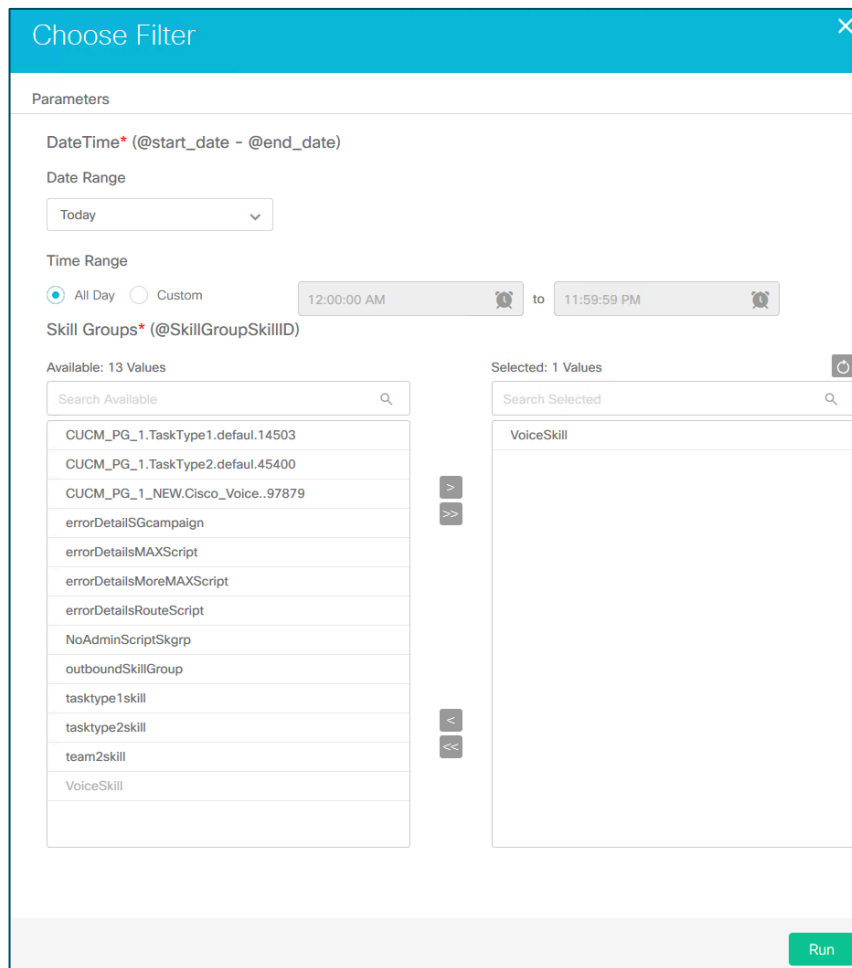 Choose Filter
Parameters
DateTime* (@start_date - @end_date)
Date Range
Today
Time Range
All Day Custom 12:00:00 AM to 11:59:59 PM
Skill Groups* (@SkillGroupSkillID)
Available: 13 Values Selected: 1 Values
Search Available Search Selected
CUCM_PG_1.TaskType1.defaul.14503 VoiceSkill
CUCM_PG_1.TaskType2.defaul.45400
CUCM_PG_1_NEW.Cisco_Voice..97879
>
>>
errorDetailSGcampaign
errorDetailsMAXScript
errorDetailsMoreMAXScript
errorDetailsRouteScript
NoAdminScriptSkgrp
outboundSkillGroup
tasktype1skill
<
tasktype2skill
<<
team2skill
VoiceSkill
Run